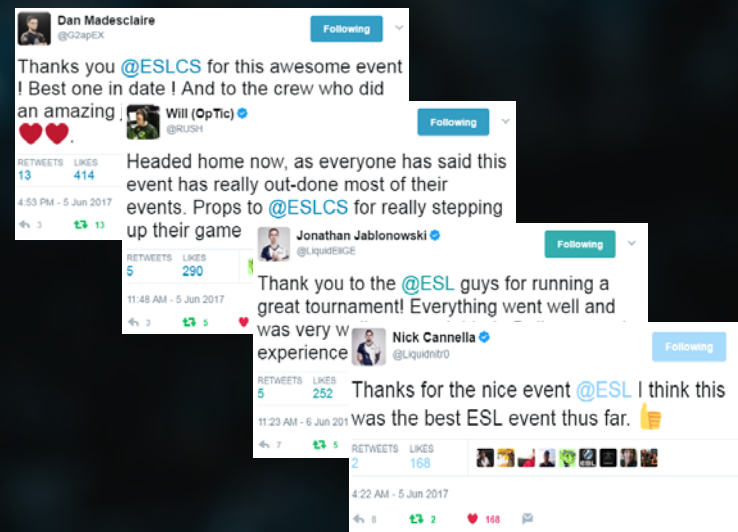 Dan Madesclaire
@G2apEX
Following
Thanks you @ESLCS for this awesome event
! Best one in date ! And to the crew who did
an amazing
RETWEETS LIKES
13 414
4:53 PM - 5 Jun 2017
3 13
Will (OpTic)
@RUSH
Following
Headed home now, as everyone has said this
event has really out-done most of their
events. Props to @ESLCS for really stepping
up their game
RETWEETS LIKES
5 290
11:48 AM - 5 Jun 2017
3 5
Jonathan Jablonowski
@LiquidEliGE
Following
Thank you to the @ESL guys for running a
great tournament! Everything went well and
was very
experience
RETWEETS LIKES
5 252
11:23 AM - 6 Jun 201
7 5
Nick Cannella
@Liquidnitr0
Following
Thanks for the nice event @ESL I think this
was the best ESL event thus far.
RETWEETS LIKES
2 168
4:22 AM - 5 Jun 2017
8 2 168